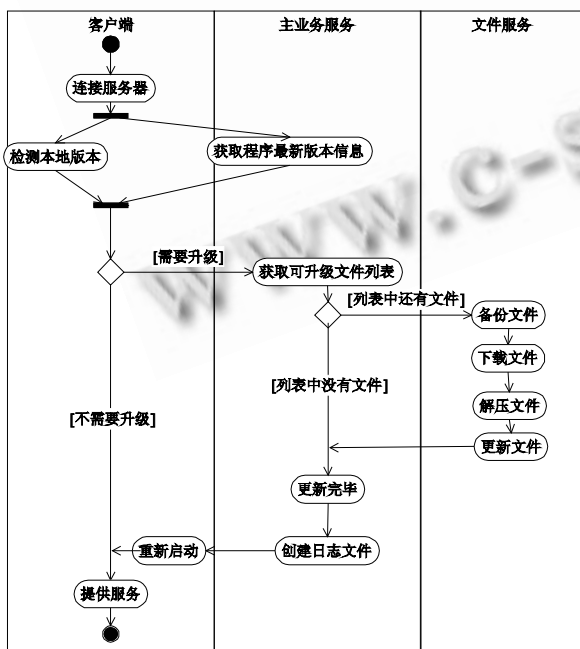 客户端 主业务服务 文件服务
连接服务器
检测本地版本 获取程序最新版本信息
[需要升级]
获取可升级文件列表
[列表中还有文件]
备份文件
下载文件
[列表中没有文件]
解压文件
[不需要升级]
更新文件
更新完毕
重新启动 创建日志文件
提供服务
www.c-s